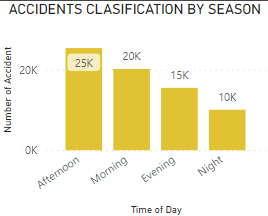 ACCIDENTS CLASIFICATION BY SEASON
Number of Accident
20K
0K
25K
20K
15K
10K
Afternoon
Morning
Evening
Night
Time of Day